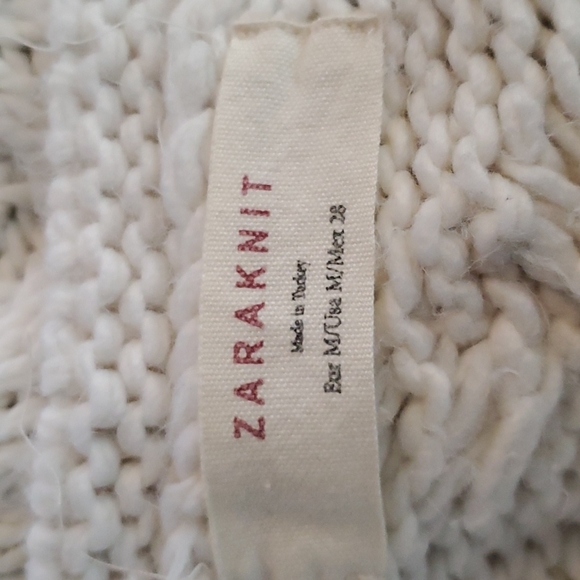 ZARAKNIT
Made in Turkey
Eur M/Usa M/Mex 28